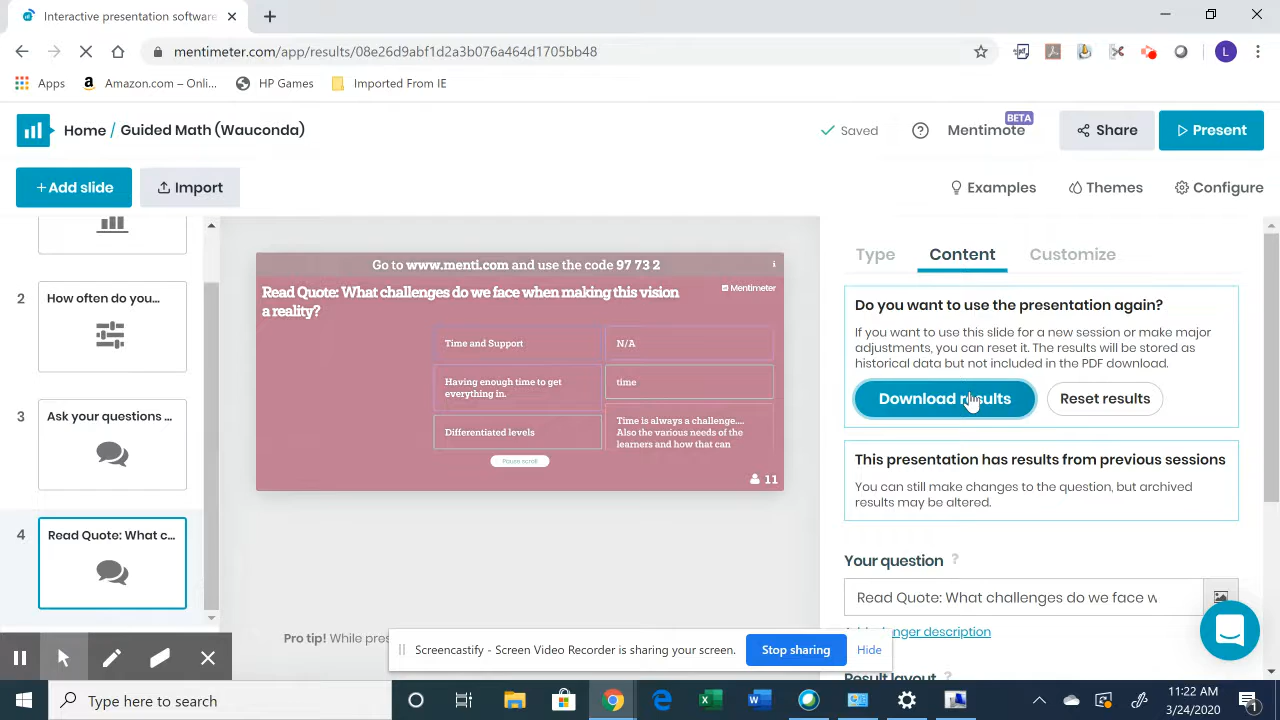 Interactive presentation software
mentimeter.com/app/results/08e26d9abf1d2a3b076a464d1705bb48
L
Apps
Amazon.com – Onli...
HP Games
Imported From IE
Home / Guided Math (Wauconda)
Saved
Mentimote
BETA
Share
Present
+Add slide
Import
Examples
Themes
Configure
2
How often do you...
3
Ask your questions ...
4
Read Quote: What c...
Go to www.menti.com and use the code 97 73 2
Read Quote: What challenges do we face when making this vision
a reality?
Mentimeter
Time and Support
N/A
Having enough time to get
everything in.
time
Differentiated levels
Time is always a challenge....
Also the various needs of the
learners and how that can
Pause scroll
11
Type
Content
Customize
Do you want to use the presentation again?
If you want to use this slide for a new session or make major
adjustments, you can reset it. The results will be stored as
historical data but not included in the PDF download.
Download results
Reset results
This presentation has results from previous sessions
You can still make changes to the question, but archived
results may be altered.
Your question ?
Read Quote: What challenges do we face w
longer description
Result layout
Pro tip! While pres
Screencastify - Screen Video Recorder is sharing your screen.
Stop sharing
Hide
Type here to search
11:22 AM
3/24/2020